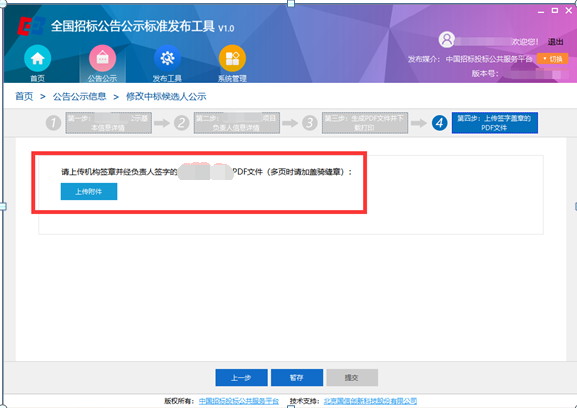 全国招标公告公示标准发布工具 V1.0
欢迎您! 退出
发布媒介: 中国招标投标公共服务平台 切换
版本号:
首页 公告公示 发布工具 系统管理
首页 > 公告公示信息 > 修改中标候选人公示
1 第一步: 公示基本信息详情
2 第二步: 项目负责人信息详情
3 第三步: 生成PDF文件并下载打印
4 第四步: 上传签字盖章的PDF文件
请上传机构签章并经负责人签字的 PDF文件 (多页时请加盖骑缝章) :
上传附件
上一步 暂存 提交
版权所有: 中国招标投标公共服务平台 技术支持: 北京国信创新科技股份有限公司